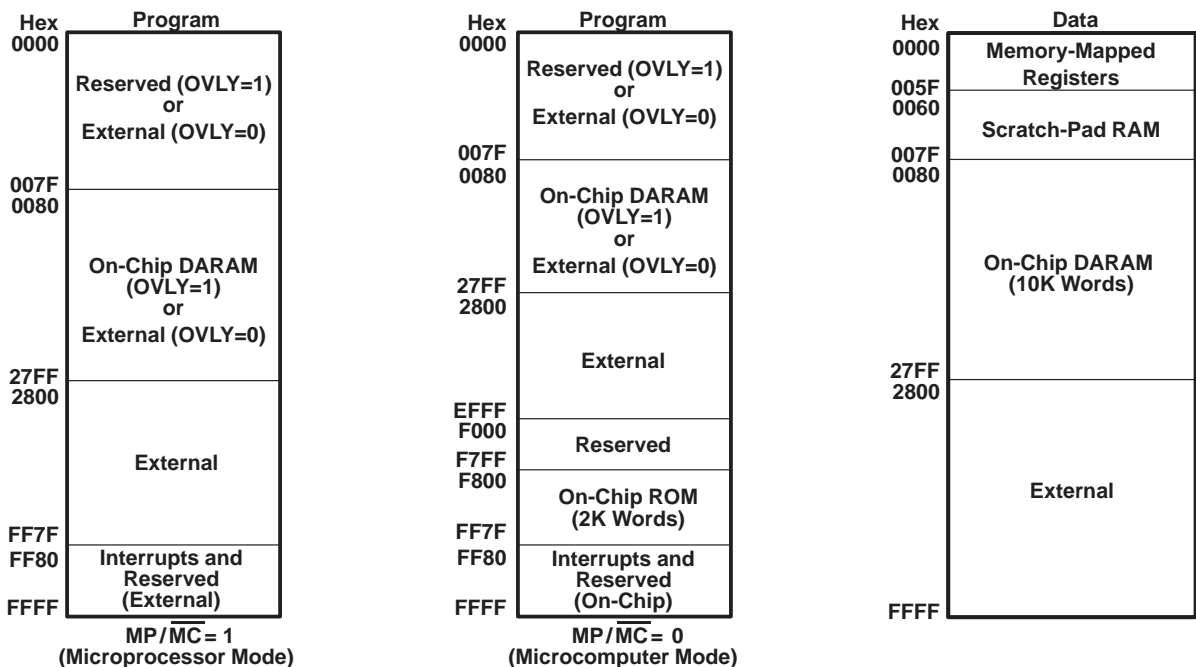 Hex Program
0000
Reserved (OVLY=1)
or
External (OVLY=0)
007F
0080
On-Chip DARAM
(OVLY=1)
or
External (OVLY=0)
27FF
2800
External
FF7F
FF80
Interrupts and
Reserved
(External)
FFFF
MP/MC = 1
(Microprocessor Mode)
Hex Program
0000
Reserved (OVLY=1)
or
External (OVLY=0)
007F
0080
On-Chip DARAM
(OVLY=1)
or
External (OVLY=0)
27FF
2800
External
EFFF
F000
Reserved
F7FF
F800
On-Chip ROM
(2K Words)
FF7F
FF80
Interrupts and
Reserved
(On-Chip)
FFFF
MP/MC = 0
(Microcomputer Mode)
Hex Data
0000
Memory-Mapped
Registers
005F
0060
Scratch-Pad RAM
007F
0080
On-Chip DARAM
(10K Words)
27FF
2800
External
FFFF